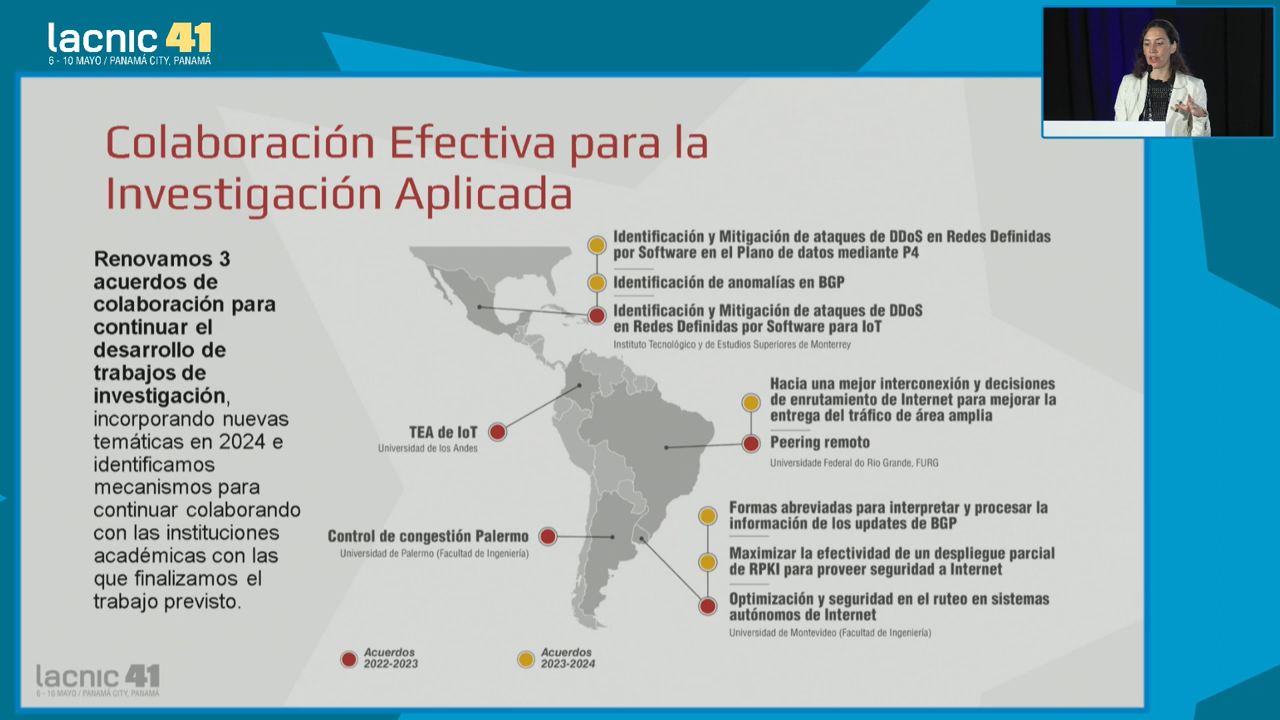 lacnic 41
6 - 10 MAYO / PANAMÁ CITY, PANAMÁ
Colaboración Efectiva para la
Investigación Aplicada
Renovamos 3
acuerdos de
colaboración para
continuar el
desarrollo de
trabajos de
investigación,
incorporando nuevas
temáticas en 2024 e
identificamos
mecanismos para
continuar colaborando
con las instituciones
académicas con las
que finalizamos el
trabajo previsto.
Identificación y Mitigación de ataques de DDoS en Redes Definidas
por Software en el Plano de datos mediante P4
Identificación de anomalías en BGP
Identificación y Mitigación de ataques de DDoS
en Redes Definidas por Software para IoT
Instituto Tecnológico y de Estudios Superiores de Monterrey
Hacia una mejor interconexión y decisiones
de enrutamiento de Internet para mejorar la
entrega del tráfico de área amplia
Peering remoto
Universidade Federal do Rio Grande, FURG
TEA de IoT
Universidad de los Andes
Control de congestión Palermo
Universidad de Palermo (Facultad de Ingeniería)
Formas abreviadas para interpretar y procesar la
información de los updates de BGP
Maximizar la efectividad de un despliegue parcial
de RPKI para proveer seguridad a Internet
Optimización y seguridad en el ruteo en sistemas
autónomos de Internet
Universidad de Montevideo (Facultad de Ingeniería)
Acuerdos
2022-2023
Acuerdos
2023-2024
lacnic 41
6 - 10 MAYO / PANAMÁ CITY, PANAMÁ